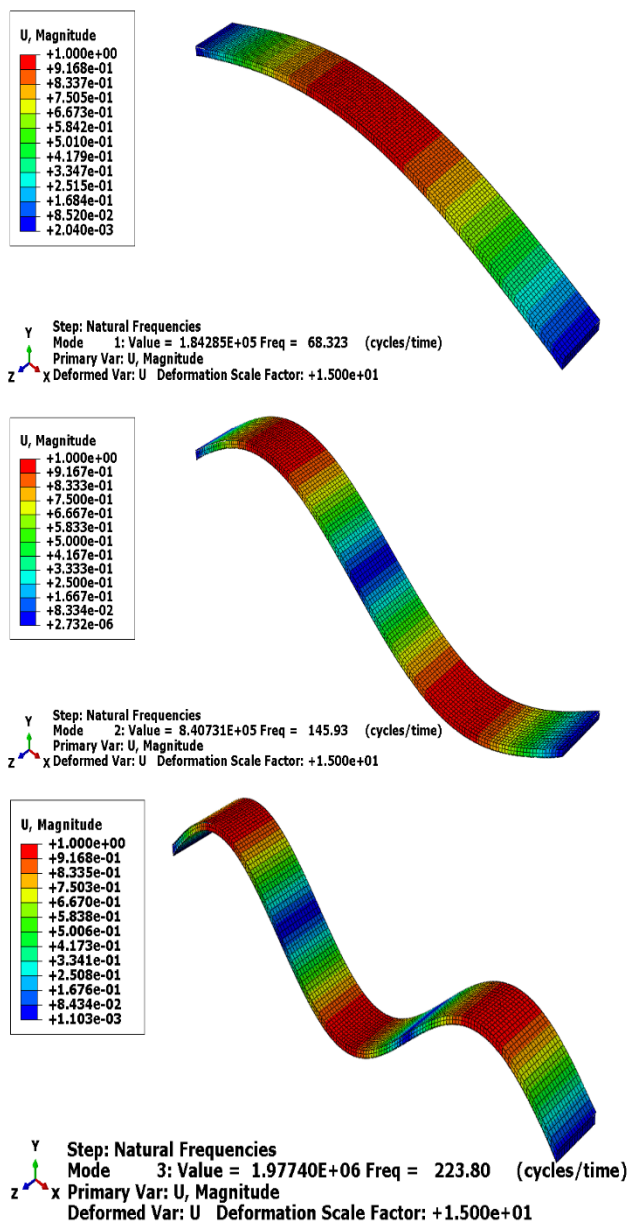 U, Magnitude
+1.000e+00
+9.168e-01
+8.337e-01
+7.505e-01
+6.673e-01
+5.842e-01
+5.010e-01
+4.179e-01
+3.347e-01
+2.515e-01
+1.684e-01
+8.520e-02
+2.040e-03
Y
Z
X
Step: Natural Frequencies
Mode 1: Value = 1.84285E+05 Freq = 68.323 (cycles/time)
Primary Var: U, Magnitude
Deformed Var: U Deformation Scale Factor: +1.500e+01
U, Magnitude
+1.000e+00
+9.167e-01
+8.333e-01
+7.500e-01
+6.667e-01
+5.833e-01
+5.000e-01
+4.167e-01
+3.333e-01
+2.500e-01
+1.667e-01
+8.334e-02
+2.732e-06
Y
Z
X
Step: Natural Frequencies
Mode 2: Value = 8.40731E+05 Freq = 145.93 (cycles/time)
Primary Var: U, Magnitude
Deformed Var: U Deformation Scale Factor: +1.500e+01
U, Magnitude
+1.000e+00
+9.168e-01
+8.335e-01
+7.503e-01
+6.670e-01
+5.838e-01
+5.006e-01
+4.173e-01
+3.341e-01
+2.508e-01
+1.676e-01
+8.434e-02
+1.103e-03
Y
Z
X
Step: Natural Frequencies
Mode 3: Value = 1.97740E+06 Freq = 223.80 (cycles/time)
Primary Var: U, Magnitude
Deformed Var: U Deformation Scale Factor: +1.500e+01